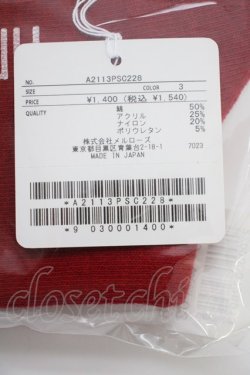 NO. A2113PSC228
SIZE COLOR 3
PRICE ¥1,400 (税込 ¥1,540)
QUALITY 綿 50%
アクリル 25%
ナイロン 20%
ポリウレタン 5%
株式会社メルローズ
東京都目黒区青葉台2-18-1
MADE IN JAPAN 7023
*A2113PSC228*
*9030001400*
closet chi